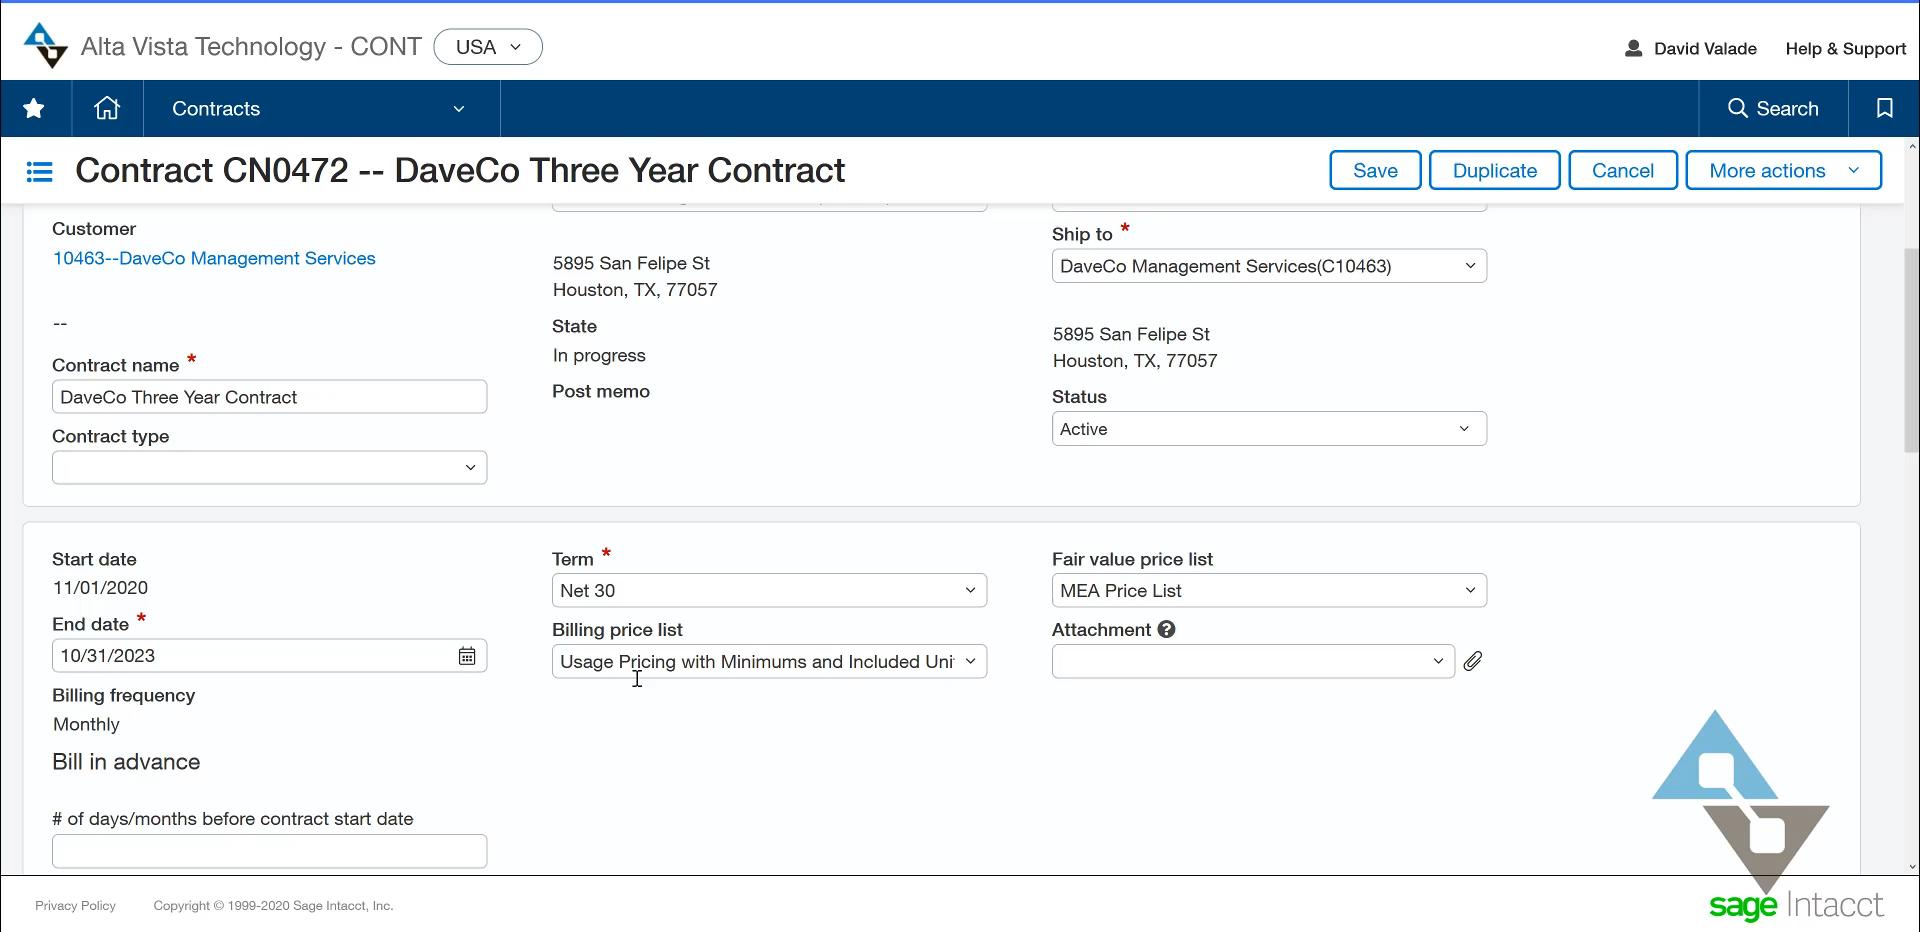 Alta Vista Technology - CONT
USA
David Valade
Help & Support
Contracts
Search
Contract CN0472 -- DaveCo Three Year Contract
Save
Duplicate
Cancel
More actions
Customer
10463--DaveCo Management Services
--
Contract name *
DaveCo Three Year Contract
Contract type
5895 San Felipe St
Houston, TX, 77057
State
In progress
Post memo
Ship to *
DaveCo Management Services(C10463)
5895 San Felipe St
Houston, TX, 77057
Status
Active
Start date
11/01/2020
End date *
10/31/2023
Billing frequency
Monthly
Bill in advance
# of days/months before contract start date
Term *
Net 30
Billing price list
Usage Pricing with Minimums and Included Uni
Fair value price list
MEA Price List
Attachment ?
Privacy Policy
Copyright © 1999-2020 Sage Intacct, Inc.
sage Intacct